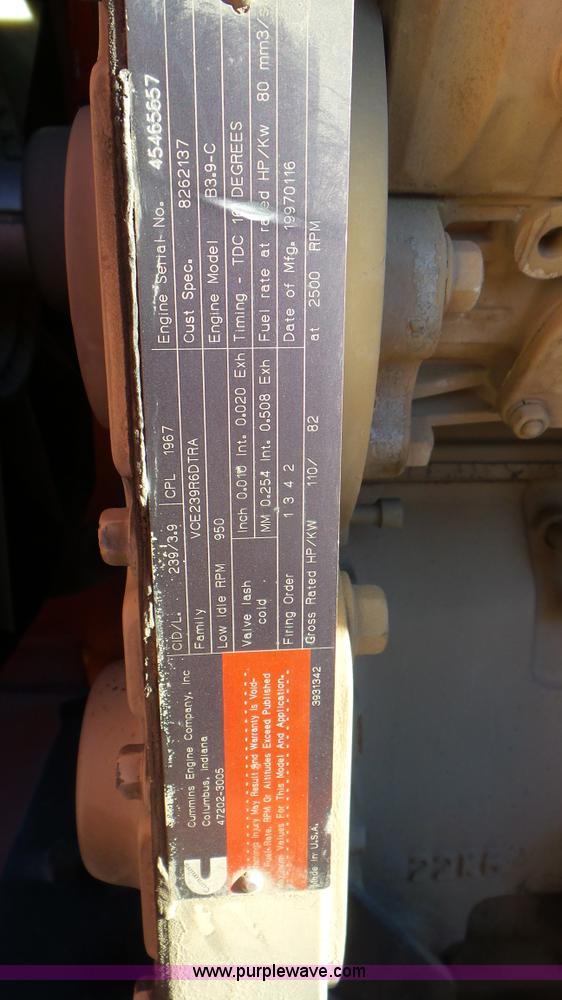 Cummins Engine Company, Inc
Columbus, Indiana
47202-3005
Injury May Result And Warranty Is Void-
Fuel Rate, RPM Or Altitudes Exceed Published
Values For This Model And Application.
Made in U.S.A. 3931342
CID/L. 239/3.9 CPL 1967 Engine Serial No. 45465657
Family VCE239R6DTRA Cust Spec. 8262137
Low Idle RPM 950 Engine Model B3.9-C
Valve lash cold Inch 0.010 Int. 0.020 Exh Timing - TDC DEGREES
MM 0.254 Int. 0.508 Exh Fuel rate at rated HP/Kw 80 mm3/
Firing Order 1 3 4 2 Date of Mfg. 19970116
Gross Rated HP/KW 110/ 82 at 2500 RPM
www.purplewave.com